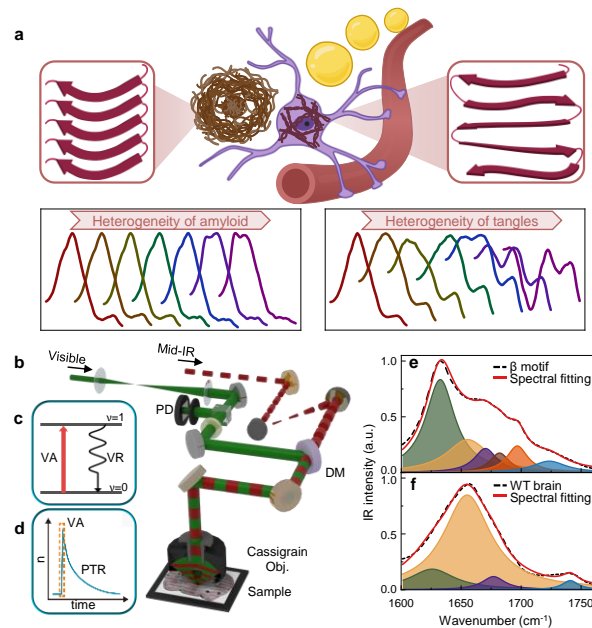 a
Heterogeneity of amyloid
Heterogeneity of tangles
b
Visible
Mid-IR
PD
DM
Cassigrain
Obj.
Sample
c
ν=1
VA
VR
ν=0
d
VA
n
PTR
time
e
β motif
Spectral fitting
1.0
0.5
f
WT brain
Spectral fitting
1.0
0.5
0.0
IR intensity (a.u.)
1600
1650
1700
1750
Wavenumber (cm⁻¹)